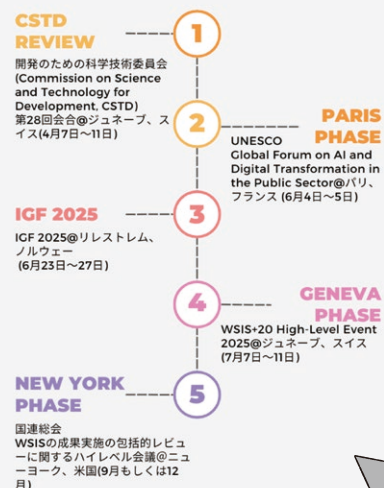 CSTD
REVIEW
1
開発のための科学技術委員会
(Commission on Science
and Technology for
Development, CSTD)
第28回会合@ジュネーブ、ス
イス(4月7日〜11日)
2
PARIS
PHASE
UNESCO
Global Forum on AI and
Digital Transformation in
the Public Sector@パリ、
フランス (6月4日〜5日)
IGF 2025
3
IGF 2025@リレストレム、
ノルウェー
(6月23日〜27日)
4
GENEVA
PHASE
WSIS+20 High-Level Event
2025@ジュネーブ、スイス
(7月7日〜11日)
NEW YORK
PHASE
5
国連総会
WSISの成果実施の包括的レビュ
ーに関するハイレベル会議@ニュ
ーヨーク、米国(9月もしくは12
月)